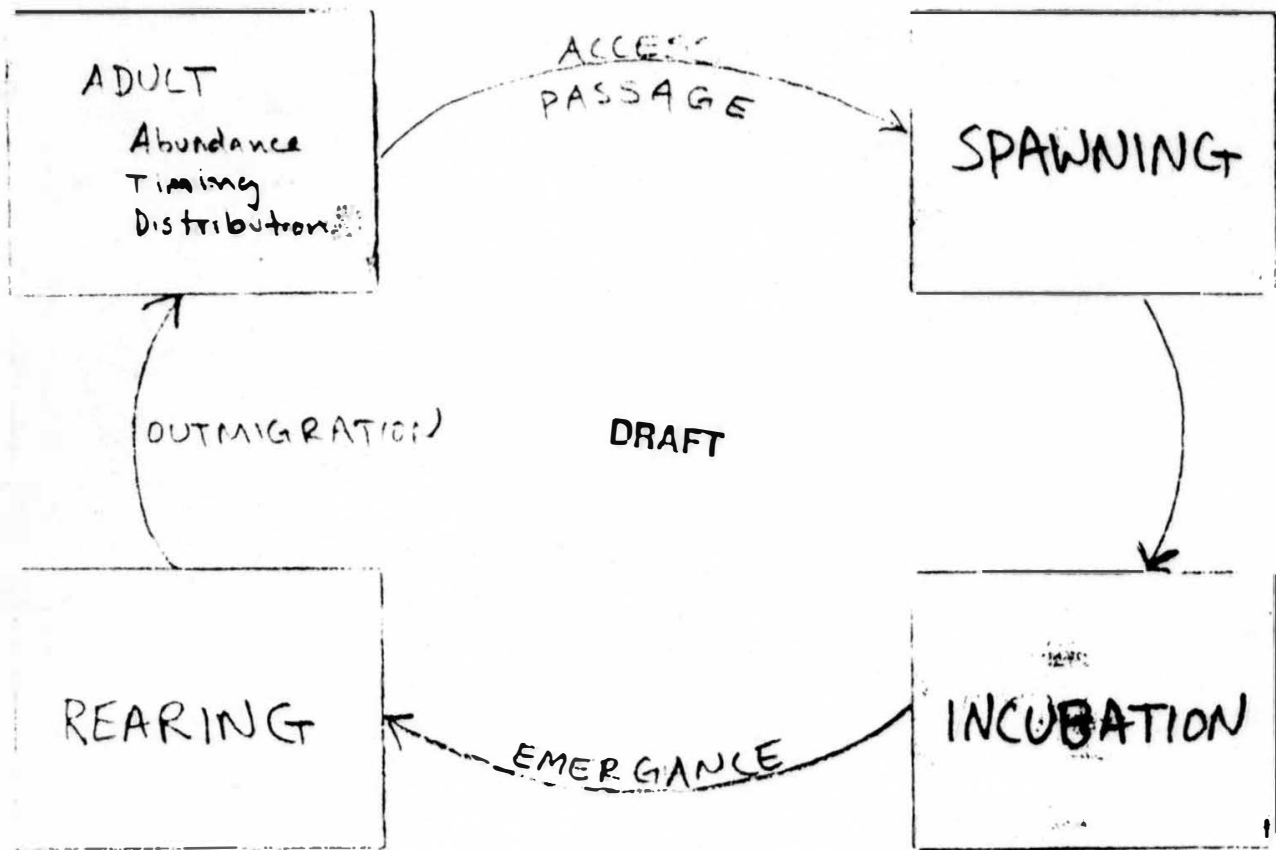 ADULT
Abundance
Timing
Distribution
ACCESS
PASSAGE
SPAWNING
OUTMIGRATION
DRAFT
REARING
EMERGANCE
INCUBATION